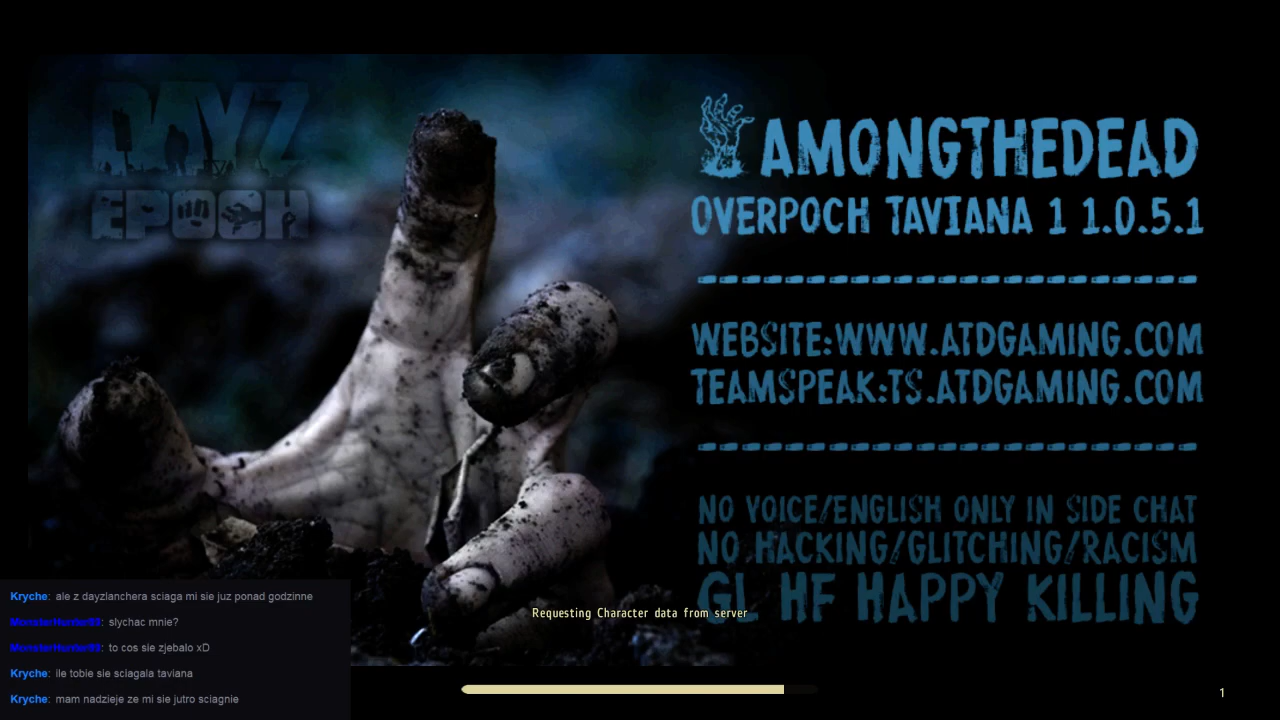 DAYZ
EPOCH
AMONGTHEDEAD
OVERPOCH TAVIANA 1 1.0.5.1
WEBSITE:WWW.ATDGAMING.COM
TEAMSPEAK:TS.ATDGAMING.COM
NO VOICE/ENGLISH ONLY IN SIDE CHAT
NO HACKING/GLITCHING/RACISM
GL HF HAPPY KILLING
Requesting Character data from server
Kryche: ale z dayzlanchera sciaga mi sie juz ponad godzinne
MonsterHunter89: slychac mnie?
MonsterHunter89: to cos sie zjebalo xD
Kryche: ile tobie sie sciagala taviana
Kryche: mam nadzieje ze mi sie jutro sciagnie
1